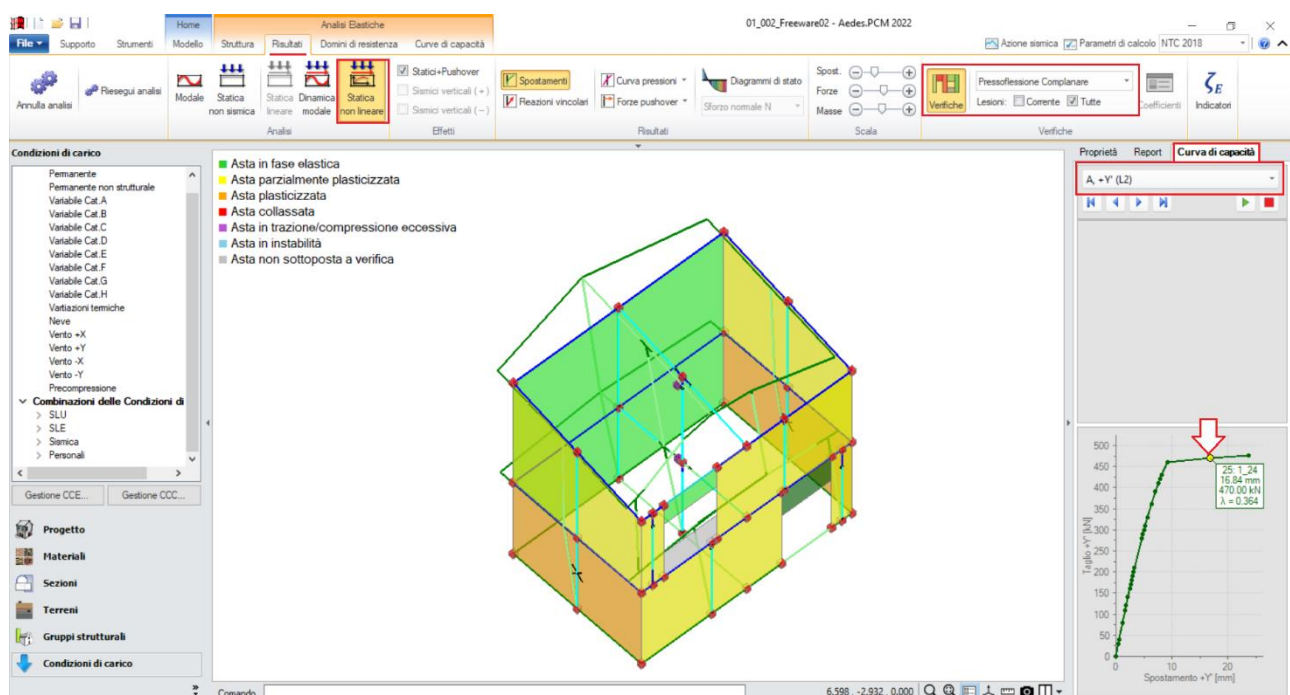 Home
Analisi Elastiche
01_002_Freeware02 - Aedes.PCM 2022
File
Supporto
Strumenti
Modello
Struttura
Risultati
Domini di resistenza
Curve di capacità
Azione sismica
Parametri di calcolo
NTC 2018
Annulla analisi
Riesegui analisi
Modale
Statica non sismica
Statica lineare
Dinamica modale
Statica non lineare
Analisi
Statici+Pushover
Sismici verticali (+)
Sismici verticali (−)
Effetti
Spostamenti
Reazioni vincolari
Curva pressioni
Forze pushover
Diagrammi di stato
Sforzo normale N
Risultati
Spost.
Forze
Masse
Scala
Verifiche
Pressoflessione Complanare
Lesioni:
Corrente
Tutte
Coefficienti
Verifiche
ζE
Indicatori
Condizioni di carico
Permanente
Permanente non strutturale
Variabile Cat.A
Variabile Cat.B
Variabile Cat.C
Variabile Cat.D
Variabile Cat.E
Variabile Cat.F
Variabile Cat.G
Variabile Cat.H
Variazioni termiche
Neve
Vento +X
Vento +Y
Vento -X
Vento -Y
Precompressione
Combinazioni delle Condizioni di
SLU
SLE
Sismica
Personali
Gestione CCE...
Gestione CCC...
Progetto
Materiali
Sezioni
Terreni
Gruppi strutturali
Condizioni di carico
Asta in fase elastica
Asta parzialmente plasticizzata
Asta plasticizzata
Asta collassata
Asta in trazione/compressione eccessiva
Asta in instabilità
Asta non sottoposta a verifica
Proprietà
Report
Curva di capacità
A, +Y' (L2)
Taglio +Y' [kN]
500
450
400
350
300
250
200
150
100
50
0
25: 1_24
16.84 mm
470.00 kN
λ = 0.364
0
10
20
Spostamento +Y' [mm]
Comando
6.598 -2.932 0.000